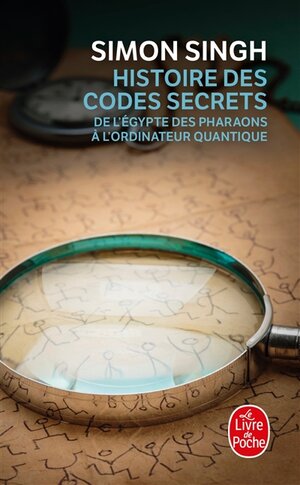 SIMON SINGH
HISTOIRE DES
CODES SECRETS
DE L'ÉGYPTE DES PHARAONS
À L'ORDINATEUR QUANTIQUE
Le
Livre
de
Poche